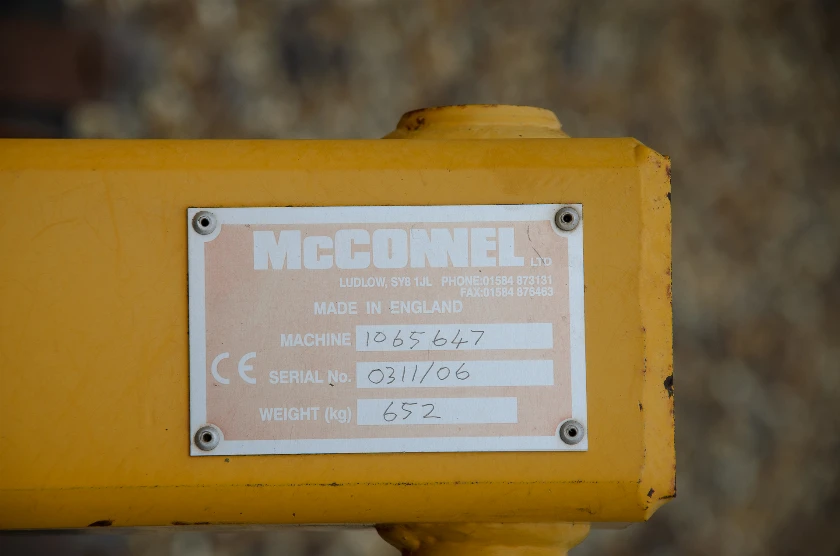 McCONNEL LTD
LUDLOW, SY8 1JL PHONE:01584 873131
FAX:01584 875463
MADE IN ENGLAND
MACHINE 1065647
CE SERIAL No. 0311/06
WEIGHT (kg) 652